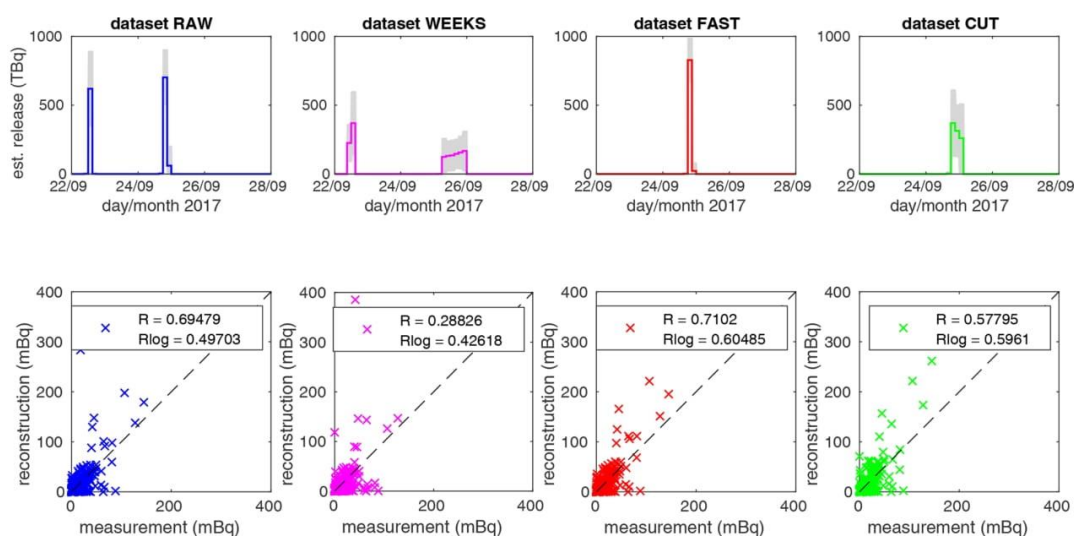 dataset RAW
dataset WEEKS
dataset FAST
dataset CUT
est. release (TBq)
1000
500
0
22/09 24/09 26/09 28/09
day/month 2017
1000
500
0
22/09 24/09 26/09 28/09
day/month 2017
1000
500
0
22/09 24/09 26/09 28/09
day/month 2017
1000
500
0
22/09 24/09 26/09 28/09
day/month 2017
reconstruction (mBq)
400
300
200
100
0
R = 0.69479
Rlog = 0.49703
0 200 400
measurement (mBq)
reconstruction (mBq)
400
300
200
100
0
R = 0.28826
Rlog = 0.42618
0 200 400
measurement (mBq)
reconstruction (mBq)
400
300
200
100
0
R = 0.7102
Rlog = 0.60485
0 200 400
measurement (mBq)
reconstruction (mBq)
400
300
200
100
0
R = 0.57795
Rlog = 0.5961
0 200 400
measurement (mBq)